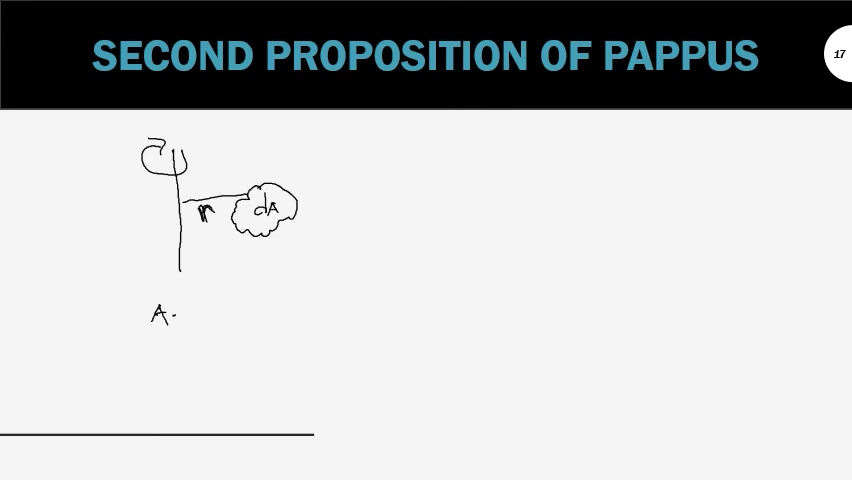 SECOND PROPOSITION OF PAPPUS
17
r
dA
A.